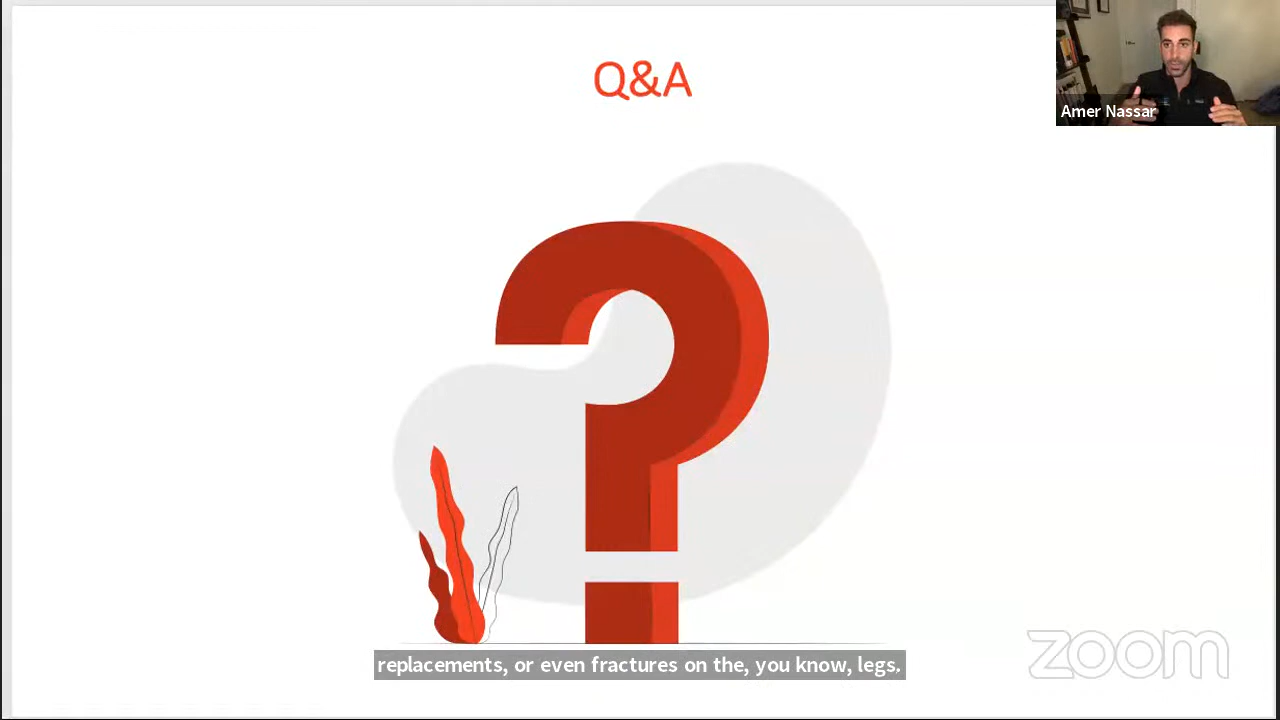 Q&A
Amer Nassar
replacements, or even fractures on the, you know, legs,
zoom